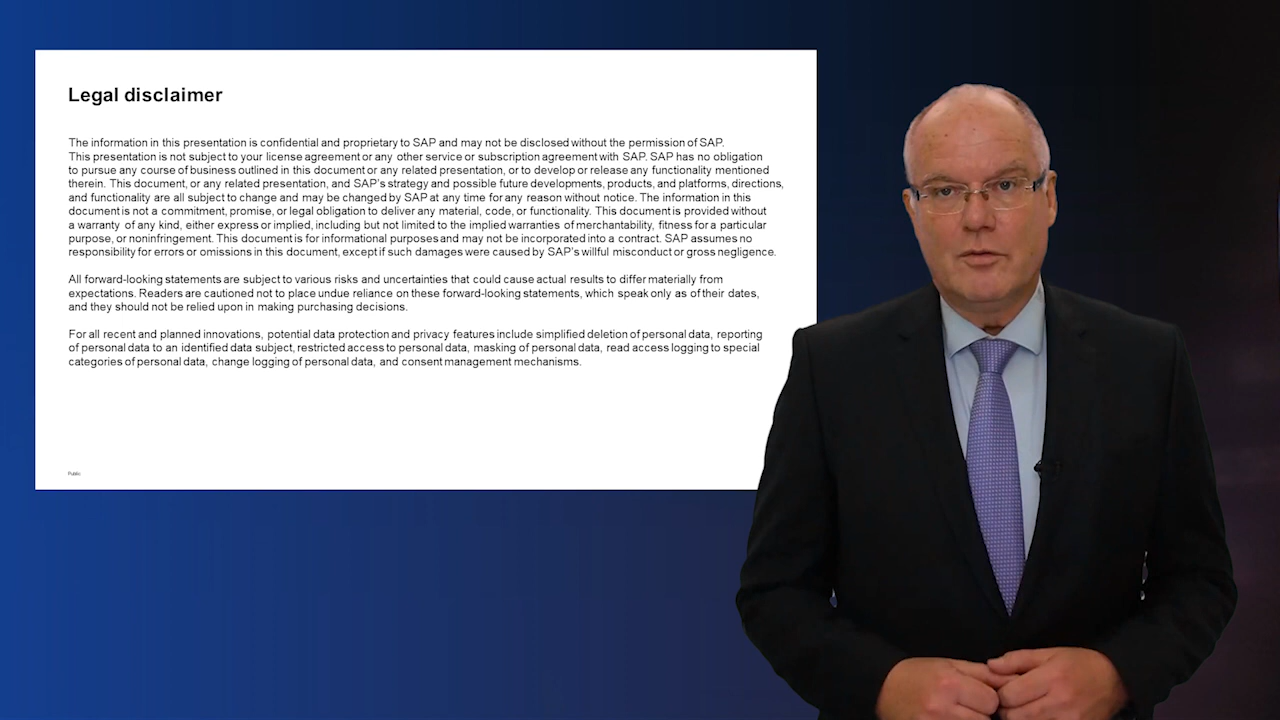 Legal disclaimer
The information in this presentation is confidential and proprietary to SAP and may not be disclosed without the permission of SAP.
This presentation is not subject to your license agreement or any other service or subscription agreement with SAP. SAP has no obligation
to pursue any course of business outlined in this document or any related presentation, or to develop or release any functionality mentioned
therein. This document, or any related presentation, and SAP's strategy and possible future developments, products, and platforms, directions,
and functionality are all subject to change and may be changed by SAP at any time for any reason without notice. The information in this
document is not a commitment, promise, or legal obligation to deliver any material, code, or functionality. This document is provided without
a warranty of any kind, either express or implied, including but not limited to the implied warranties of merchantability, fitness for a particular
purpose, or noninfringement. This document is for informational purposes and may not be incorporated into a contract. SAP assumes no
responsibility for errors or omissions in this document, except if such damages were caused by SAP's willful misconduct or gross negligence.
All forward-looking statements are subject to various risks and uncertainties that could cause actual results to differ materially from
expectations. Readers are cautioned not to place undue reliance on these forward-looking statements, which speak only as of their dates,
and they should not be relied upon in making purchasing decisions.
For all recent and planned innovations, potential data protection and privacy features include simplified deletion of personal data, reporting
of personal data to an identified data subject, restricted access to personal data, masking of personal data, read access logging to special
categories of personal data, change logging of personal data, and consent management mechanisms.
Public